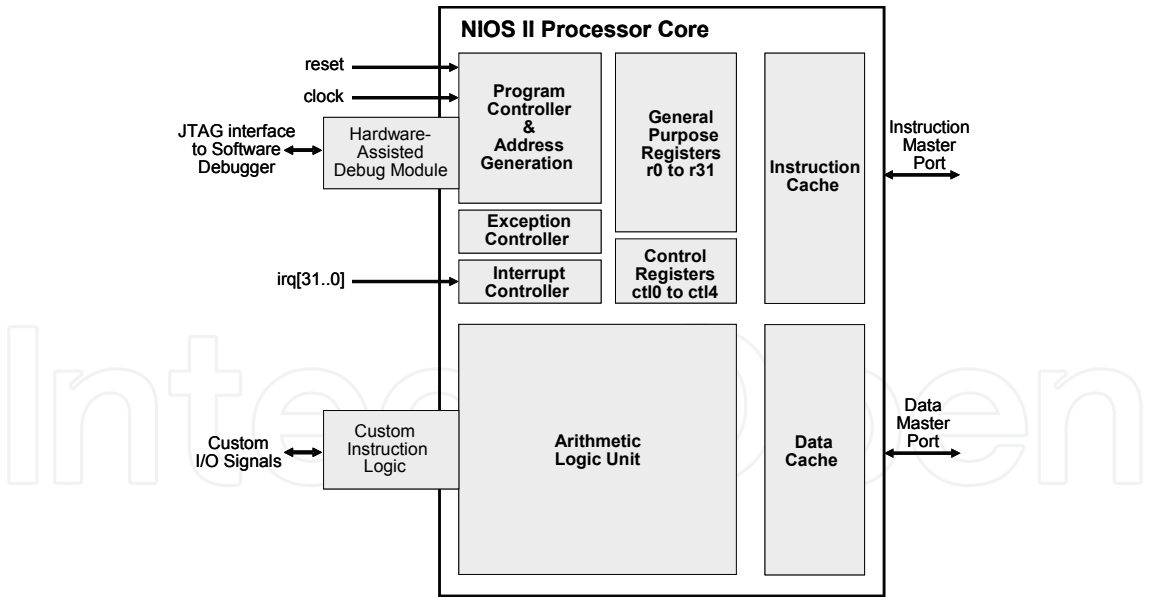 NIOS II Processor Core
reset
clock
JTAG interface
to Software
Debugger
Hardware-
Assisted
Debug Module
Program
Controller
&
Address
Generation
General
Purpose
Registers
r0 to r31
Instruction
Cache
Instruction
Master
Port
Exception
Controller
irq[31..0]
Interrupt
Controller
Control
Registers
ctl0 to ctl4
Custom
I/O Signals
Custom
Instruction
Logic
Arithmetic
Logic Unit
Data
Cache
Data
Master
Port